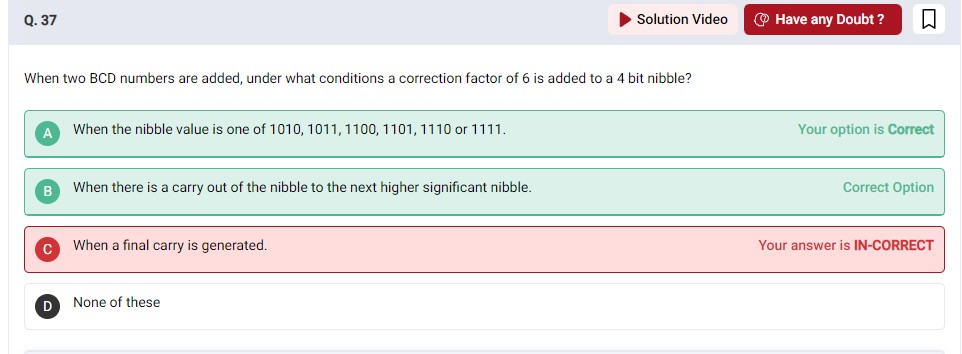 Q. 37
Solution Video
Have any Doubt ?
When two BCD numbers are added, under what conditions a correction factor of 6 is added to a 4 bit nibble?
A When the nibble value is one of 1010, 1011, 1100, 1101, 1110 or 1111. Your option is Correct
B When there is a carry out of the nibble to the next higher significant nibble. Correct Option
C When a final carry is generated. Your answer is IN-CORRECT
D None of these